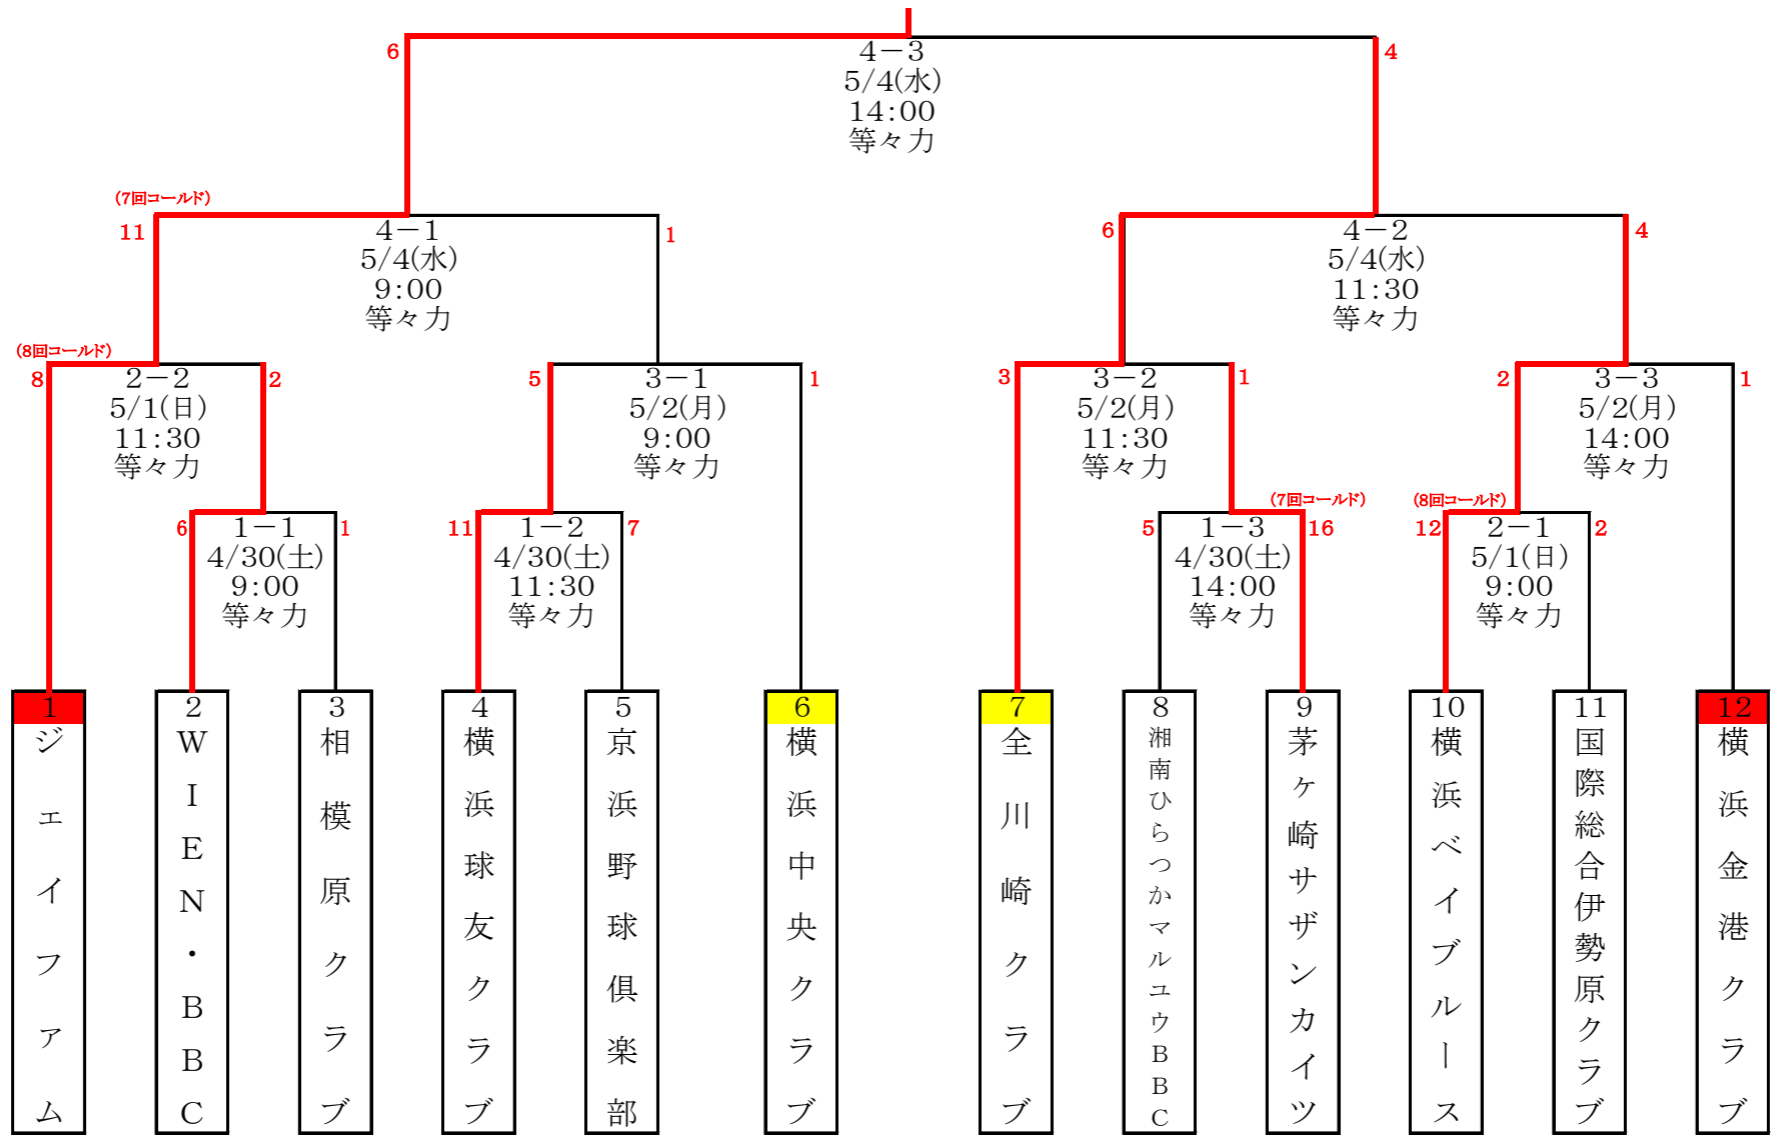 6
4
4－3
5/4(水)
14:00
等々力
(7回コールド)
11
1
4－1
5/4(水)
9:00
等々力
6
4
4－2
5/4(水)
11:30
等々力
(8回コールド)
8
2
2－2
5/1(日)
11:30
等々力
5
1
3－1
5/2(月)
9:00
等々力
3
1
3－2
5/2(月)
11:30
等々力
2
1
3－3
5/2(月)
14:00
等々力
6
1
1－1
4/30(土)
9:00
等々力
11
7
1－2
4/30(土)
11:30
等々力
(7回コールド)
5
16
1－3
4/30(土)
14:00
等々力
(8回コールド)
12
2
2－1
5/1(日)
9:00
等々力
1
ジェイファム
2
WIEN・BBC
3
相模原クラブ
4
横浜球友クラブ
5
京浜野球倶楽部
6
横浜中央クラブ
7
全川崎クラブ
8
湘南ひらつかマルユウBBC
9
茅ヶ崎サザンカイツ
10
横浜ベイブルース
11
国際総合伊勢原クラブ
12
横浜金港クラブ